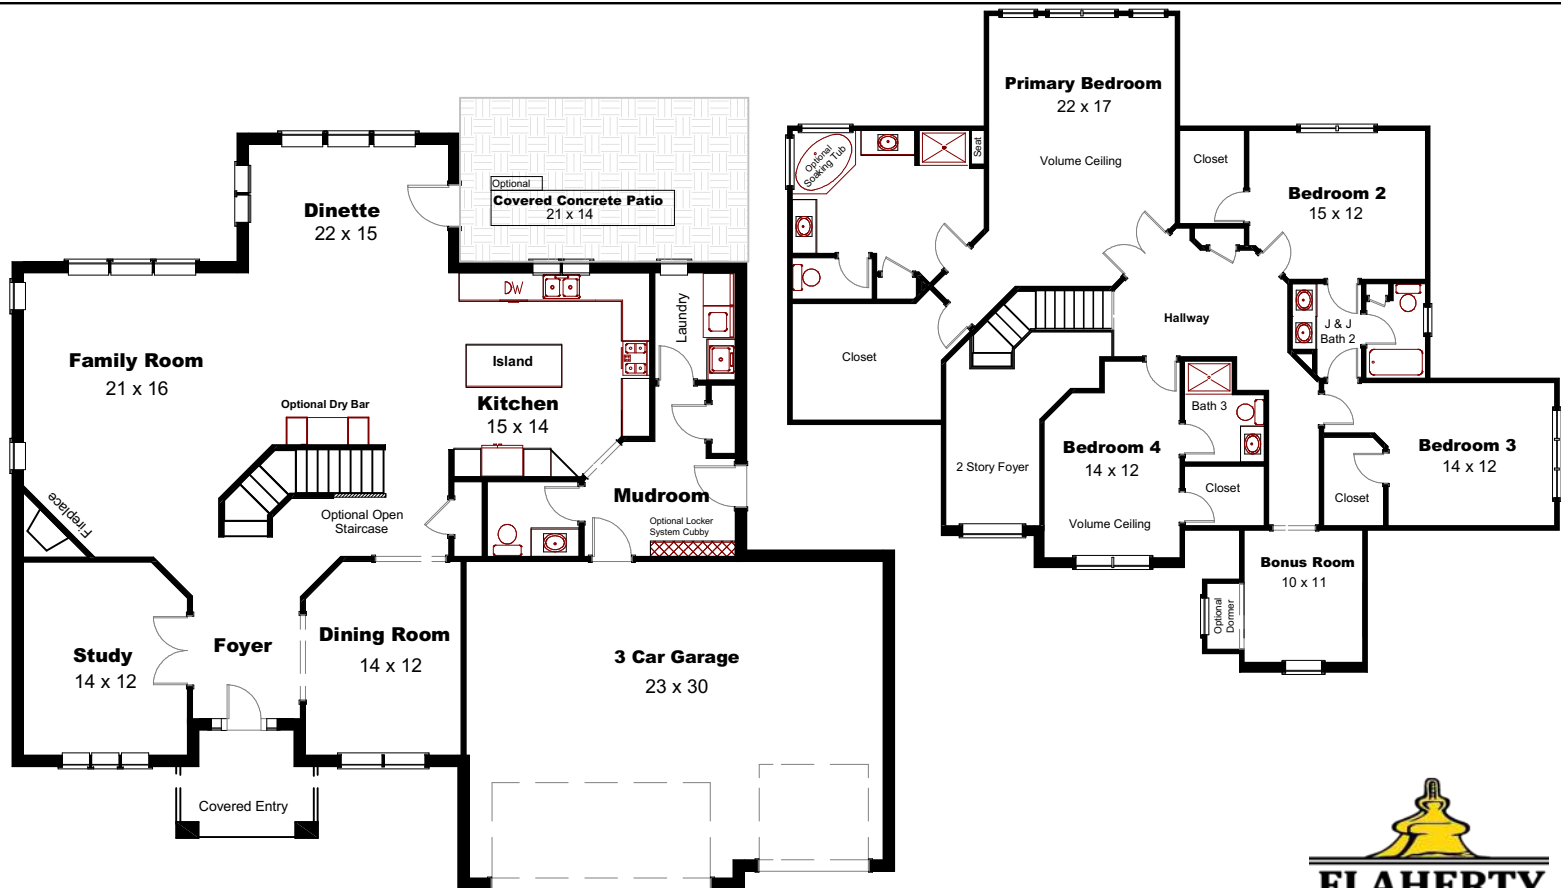 Optional
Covered Concrete Patio
21 x 14
Dinette
22 x 15
DW
Laundry
Family Room
21 x 16
Island
Optional Dry Bar
Kitchen
15 x 14
Fireplace
Optional Open
Staircase
Mudroom
Optional Locker
System Cubby
Study
14 x 12
Foyer
Dining Room
14 x 12
3 Car Garage
23 x 30
Covered Entry
Primary Bedroom
22 x 17
Volume Ceiling
Optional
Soaking Tub
Seat
Closet
Bedroom 2
15 x 12
Hallway
J & J
Bath 2
Closet
Bath 3
Bedroom 4
14 x 12
Closet
Volume Ceiling
2 Story Foyer
Bedroom 3
14 x 12
Closet
Bonus Room
10 x 11
Optional
Dormer
FLAHERTY